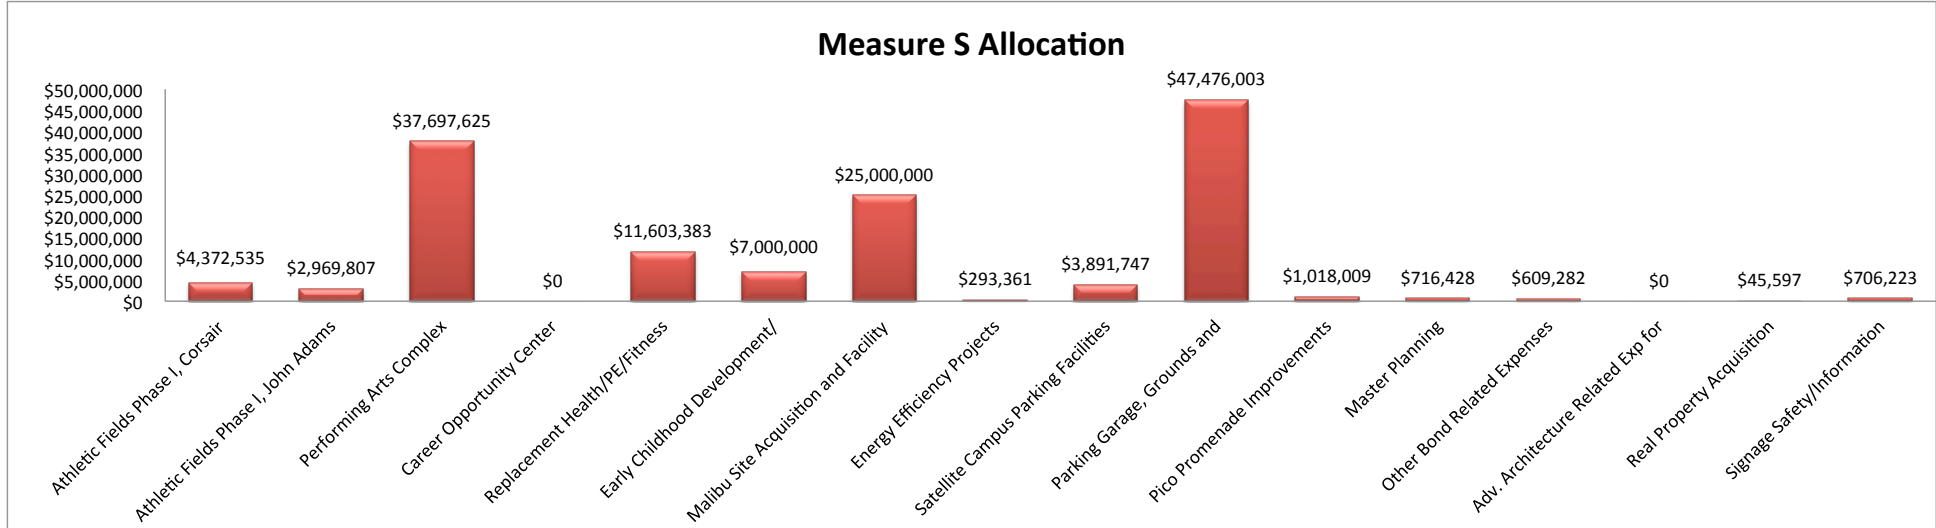 Measure S Allocation
$50,000,000
$45,000,000
$40,000,000
$35,000,000
$30,000,000
$25,000,000
$20,000,000
$15,000,000
$10,000,000
$5,000,000
$0
$4,372,535
$2,969,807
$37,697,625
$0
$11,603,383
$7,000,000
$25,000,000
$293,361
$3,891,747
$47,476,003
$1,018,009
$716,428
$609,282
$0
$45,597
$706,223
Athletic Fields Phase I, Corsair
Athletic Fields Phase I, John Adams
Performing Arts Complex
Career Opportunity Center
Replacement Health/PE/Fitness
Early Childhood Development/
Malibu Site Acquisition and Facility
Energy Efficiency Projects
Satellite Campus Parking Facilities
Parking Garage, Grounds and
Pico Promenade Improvements
Master Planning
Other Bond Related Expenses
Adv. Architecture Related Exp for
Real Property Acquisition
Signage Safety/Information